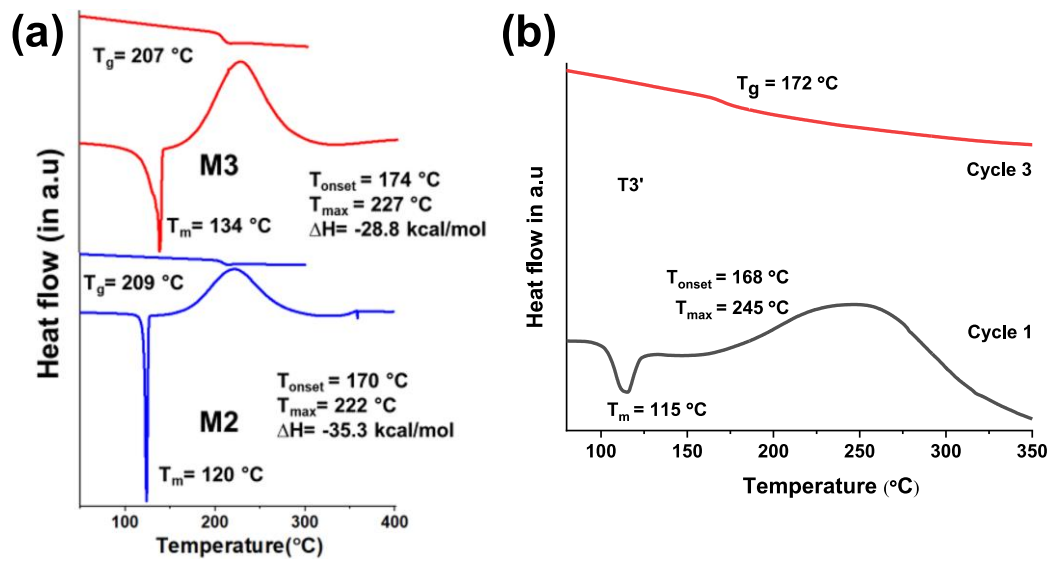 (a)
Heat flow (in a.u)
Tg= 207 °C
M3
Tonset = 174 °C
Tmax = 227 °C
ΔH= -28.8 kcal/mol
Tm= 134 °C
Tg= 209 °C
Tonset = 170 °C
Tmax= 222 °C
ΔH= -35.3 kcal/mol
M2
Tm= 120 °C
100 200 300 400
Temperature(°C)
(b)
Heat flow in a.u
Tg = 172 °C
Cycle 3
T3'
Tonset = 168 °C
Tmax = 245 °C
Cycle 1
Tm = 115 °C
100 150 200 250 300 350
Temperature (°C)